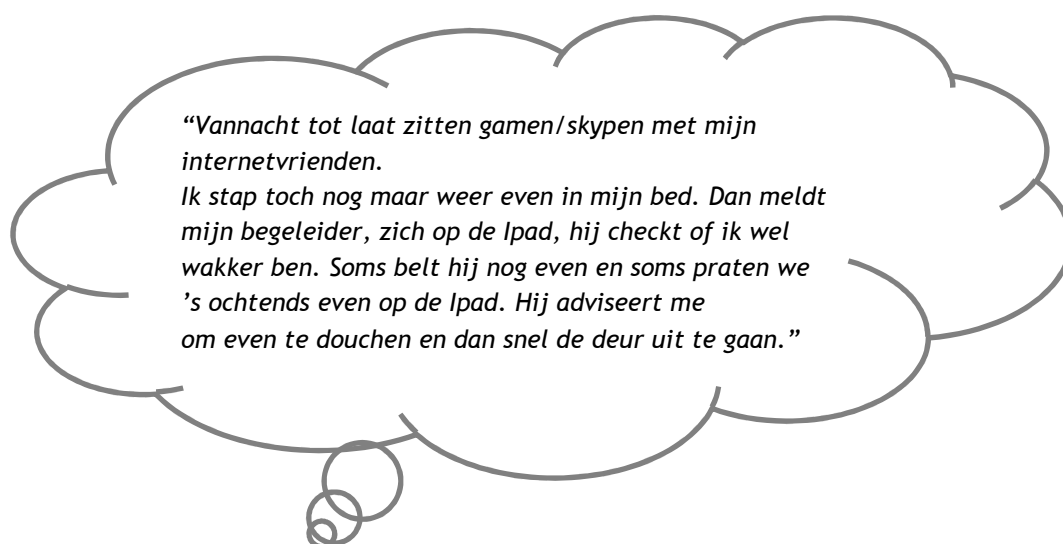 “Vannacht tot laat zitten gamen/skypen met mijn
internetvrienden.
Ik stap toch nog maar weer even in mijn bed. Dan meldt
mijn begeleider, zich op de Ipad, hij checkt of ik wel
wakker ben. Soms belt hij nog even en soms praten we
’s ochtends even op de Ipad. Hij adviseert me
om even te douchen en dan snel de deur uit te gaan.”